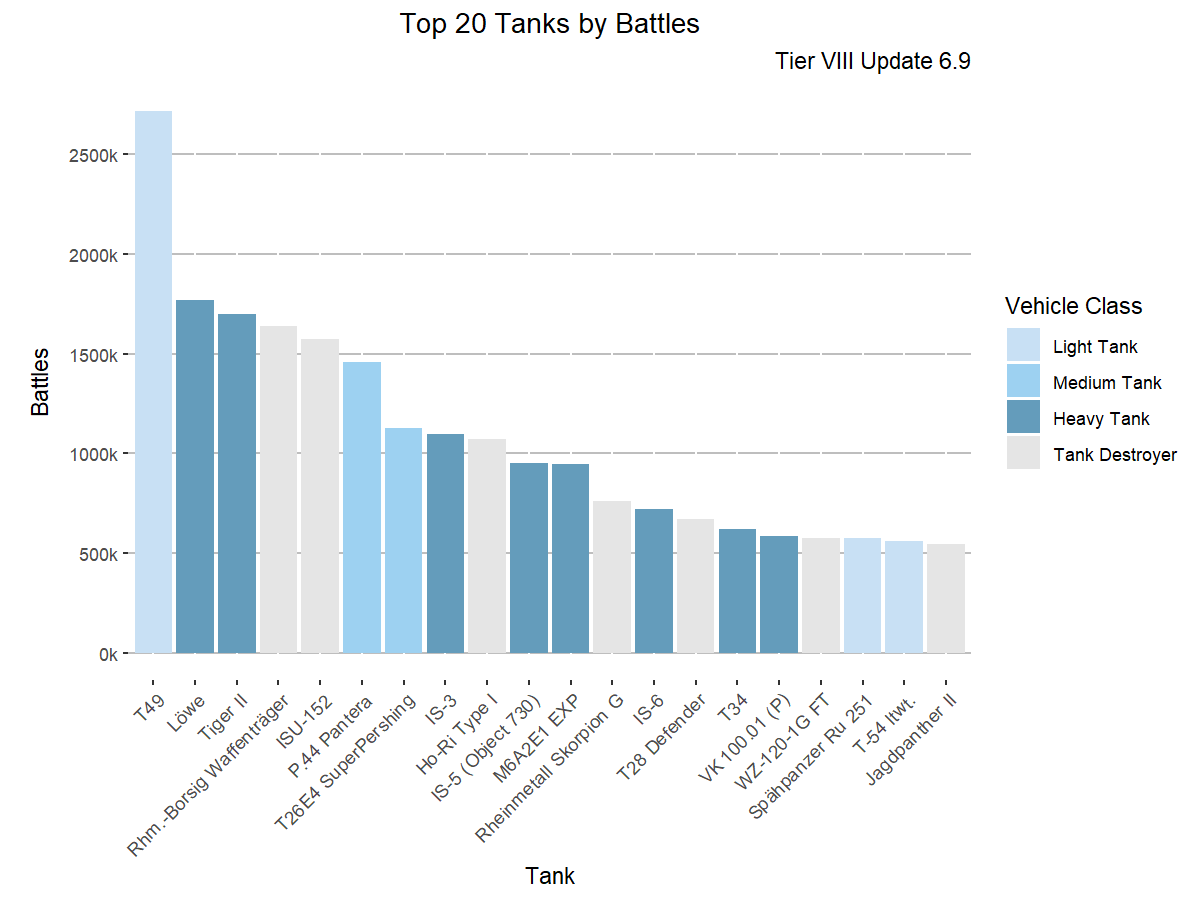 Top 20 Tanks by Battles
Tier VIII Update 6.9
2500k
2000k
1500k
1000k
500k
0k
Battles
T49
Löwe
Tiger II
Rhm.-Borsig Waffenträger
ISU-152
P.44 Pantera
T26E4 SuperPershing
IS-3
Ho-Ri Type I
IS-5 (Object 730)
M6A2E1 EXP
Rheinmetall Skorpion G
IS-6
T28 Defender
T34
VK 100.01 (P)
WZ-120-1G FT
Spähpanzer Ru 251
T-54 ltwt.
Jagdpanther II
Tank
Vehicle Class
Light Tank
Medium Tank
Heavy Tank
Tank Destroyer